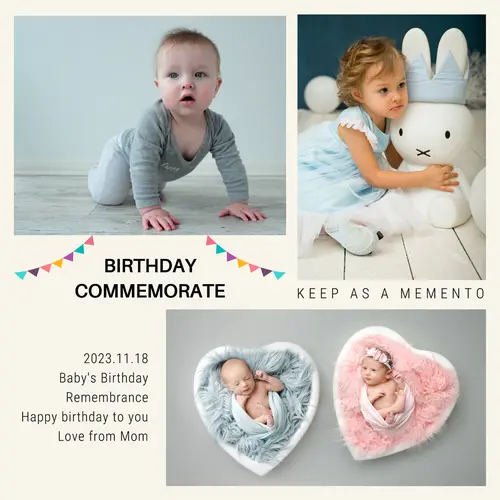 BIRTHDAY
COMMEMORATE
KEEP AS A MEMENTO
2023.11.18
Baby's Birthday
Remembrance
Happy birthday to you
Love from Mom